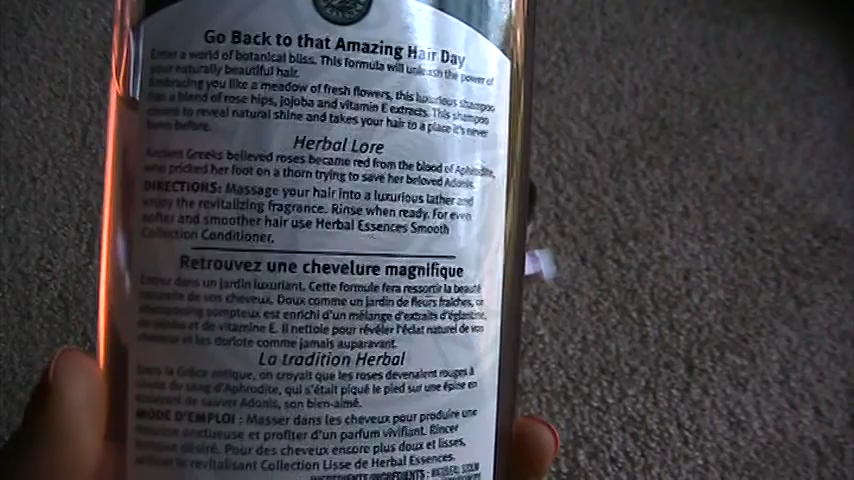 Go Back to that Amazing Hair Day
Enter a world of botanical bliss. This formula will unleash the power of
your naturally beautiful hair.
Embracing you like a meadow of fresh flowers, this luxurious shampoo
has a blend of rose hips, jojoba and vitamin E extracts. This shampoo
to reveal natural shine and takes your hair to a place it's never
been before.
Herbal Lore
Ancient Greeks believed roses became red from the blood of Aphrodite,
who pricked her foot on a thorn trying to save her beloved Adonis.
DIRECTIONS: Massage your hair into a luxurious lather and
enjoy the revitalizing fragrance. Rinse when ready. For even
softer and smoother hair use Herbal Essences Smooth
Collection Conditioner.
Retrouvez une chevelure magnifique
Entrez dans un jardin luxuriant. Cette formule fera ressortir la beauté
naturelle de vos cheveux. Doux comme un jardin de fleurs fraîches, ce
shampooing somptueux est enrichi d'un mélange d'extraits d'églantine,
de jojoba et de vitamine E. Il nettoie pour révéler l'éclat naturel de vos
cheveux et les dorlote comme jamais auparavant.
La tradition Herbal
Dans la Grèce antique, on croyait que les roses devenaient rouges à
cause du sang d'Aphrodite, qui s'était piqué le pied sur une épine en
essayant de sauver Adonis, son bien-aimé.
MODE D'EMPLOI : Masser dans les cheveux pour produire une
mousse onctueuse et profiter d'un parfum vivifiant. Rincer
désiré. Pour des cheveux encore plus doux et lisses,
utiliser le revitalisant Collection Lisse de Herbal Essences.
INGREDIENTS/INGRÉDIENTS :